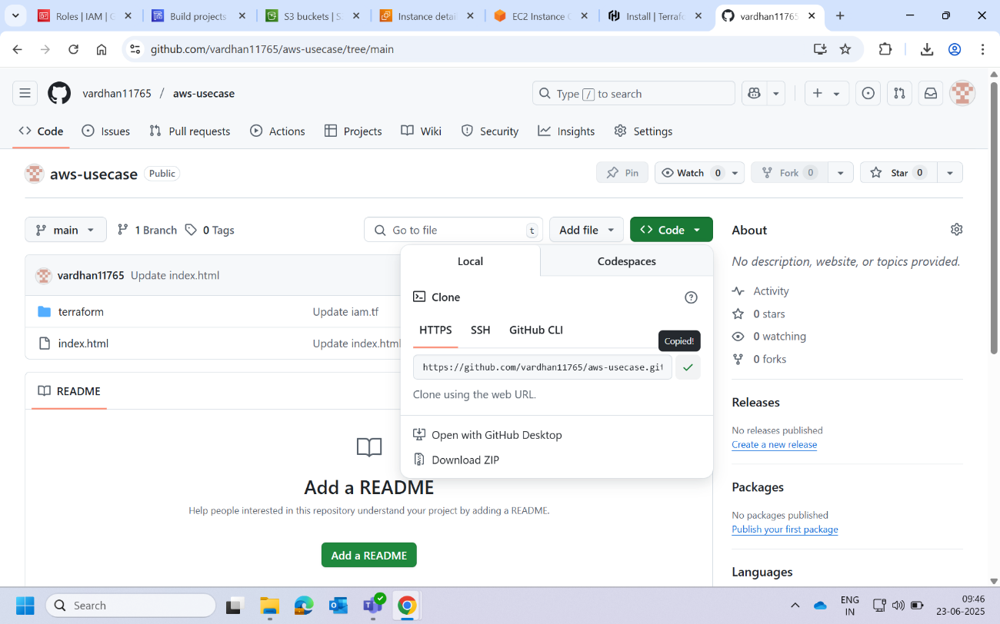 Roles | IAM | G
Build projects
S3 buckets | S
Instance detai
EC2 Instance C
Install | Terraf
vardhan11765
github.com/vardhan11765/aws-usecase/tree/main
vardhan11765 / aws-usecase
Type / to search
Code Issues Pull requests Actions Projects Wiki Security Insights Settings
aws-usecase Public
Pin
Watch 0
Fork 0
Star 0
main
1 Branch
0 Tags
Go to file t
Add file
Code
vardhan11765 Update index.html
terraform Update iam.tf
index.html Update index.html
Local Codespaces
Clone
HTTPS SSH GitHub CLI
Copied!
https://github.com/vardhan11765/aws-usecase.git
Clone using the web URL.
Open with GitHub Desktop
Download ZIP
README
Add a README
Help people interested in this repository understand your project by adding a README.
Add a README
About
No description, website, or topics provided.
Activity
0 stars
0 watching
0 forks
Releases
No releases published
Create a new release
Packages
No packages published
Publish your first package
Languages
Search
ENG
IN
09:46
23-06-2025